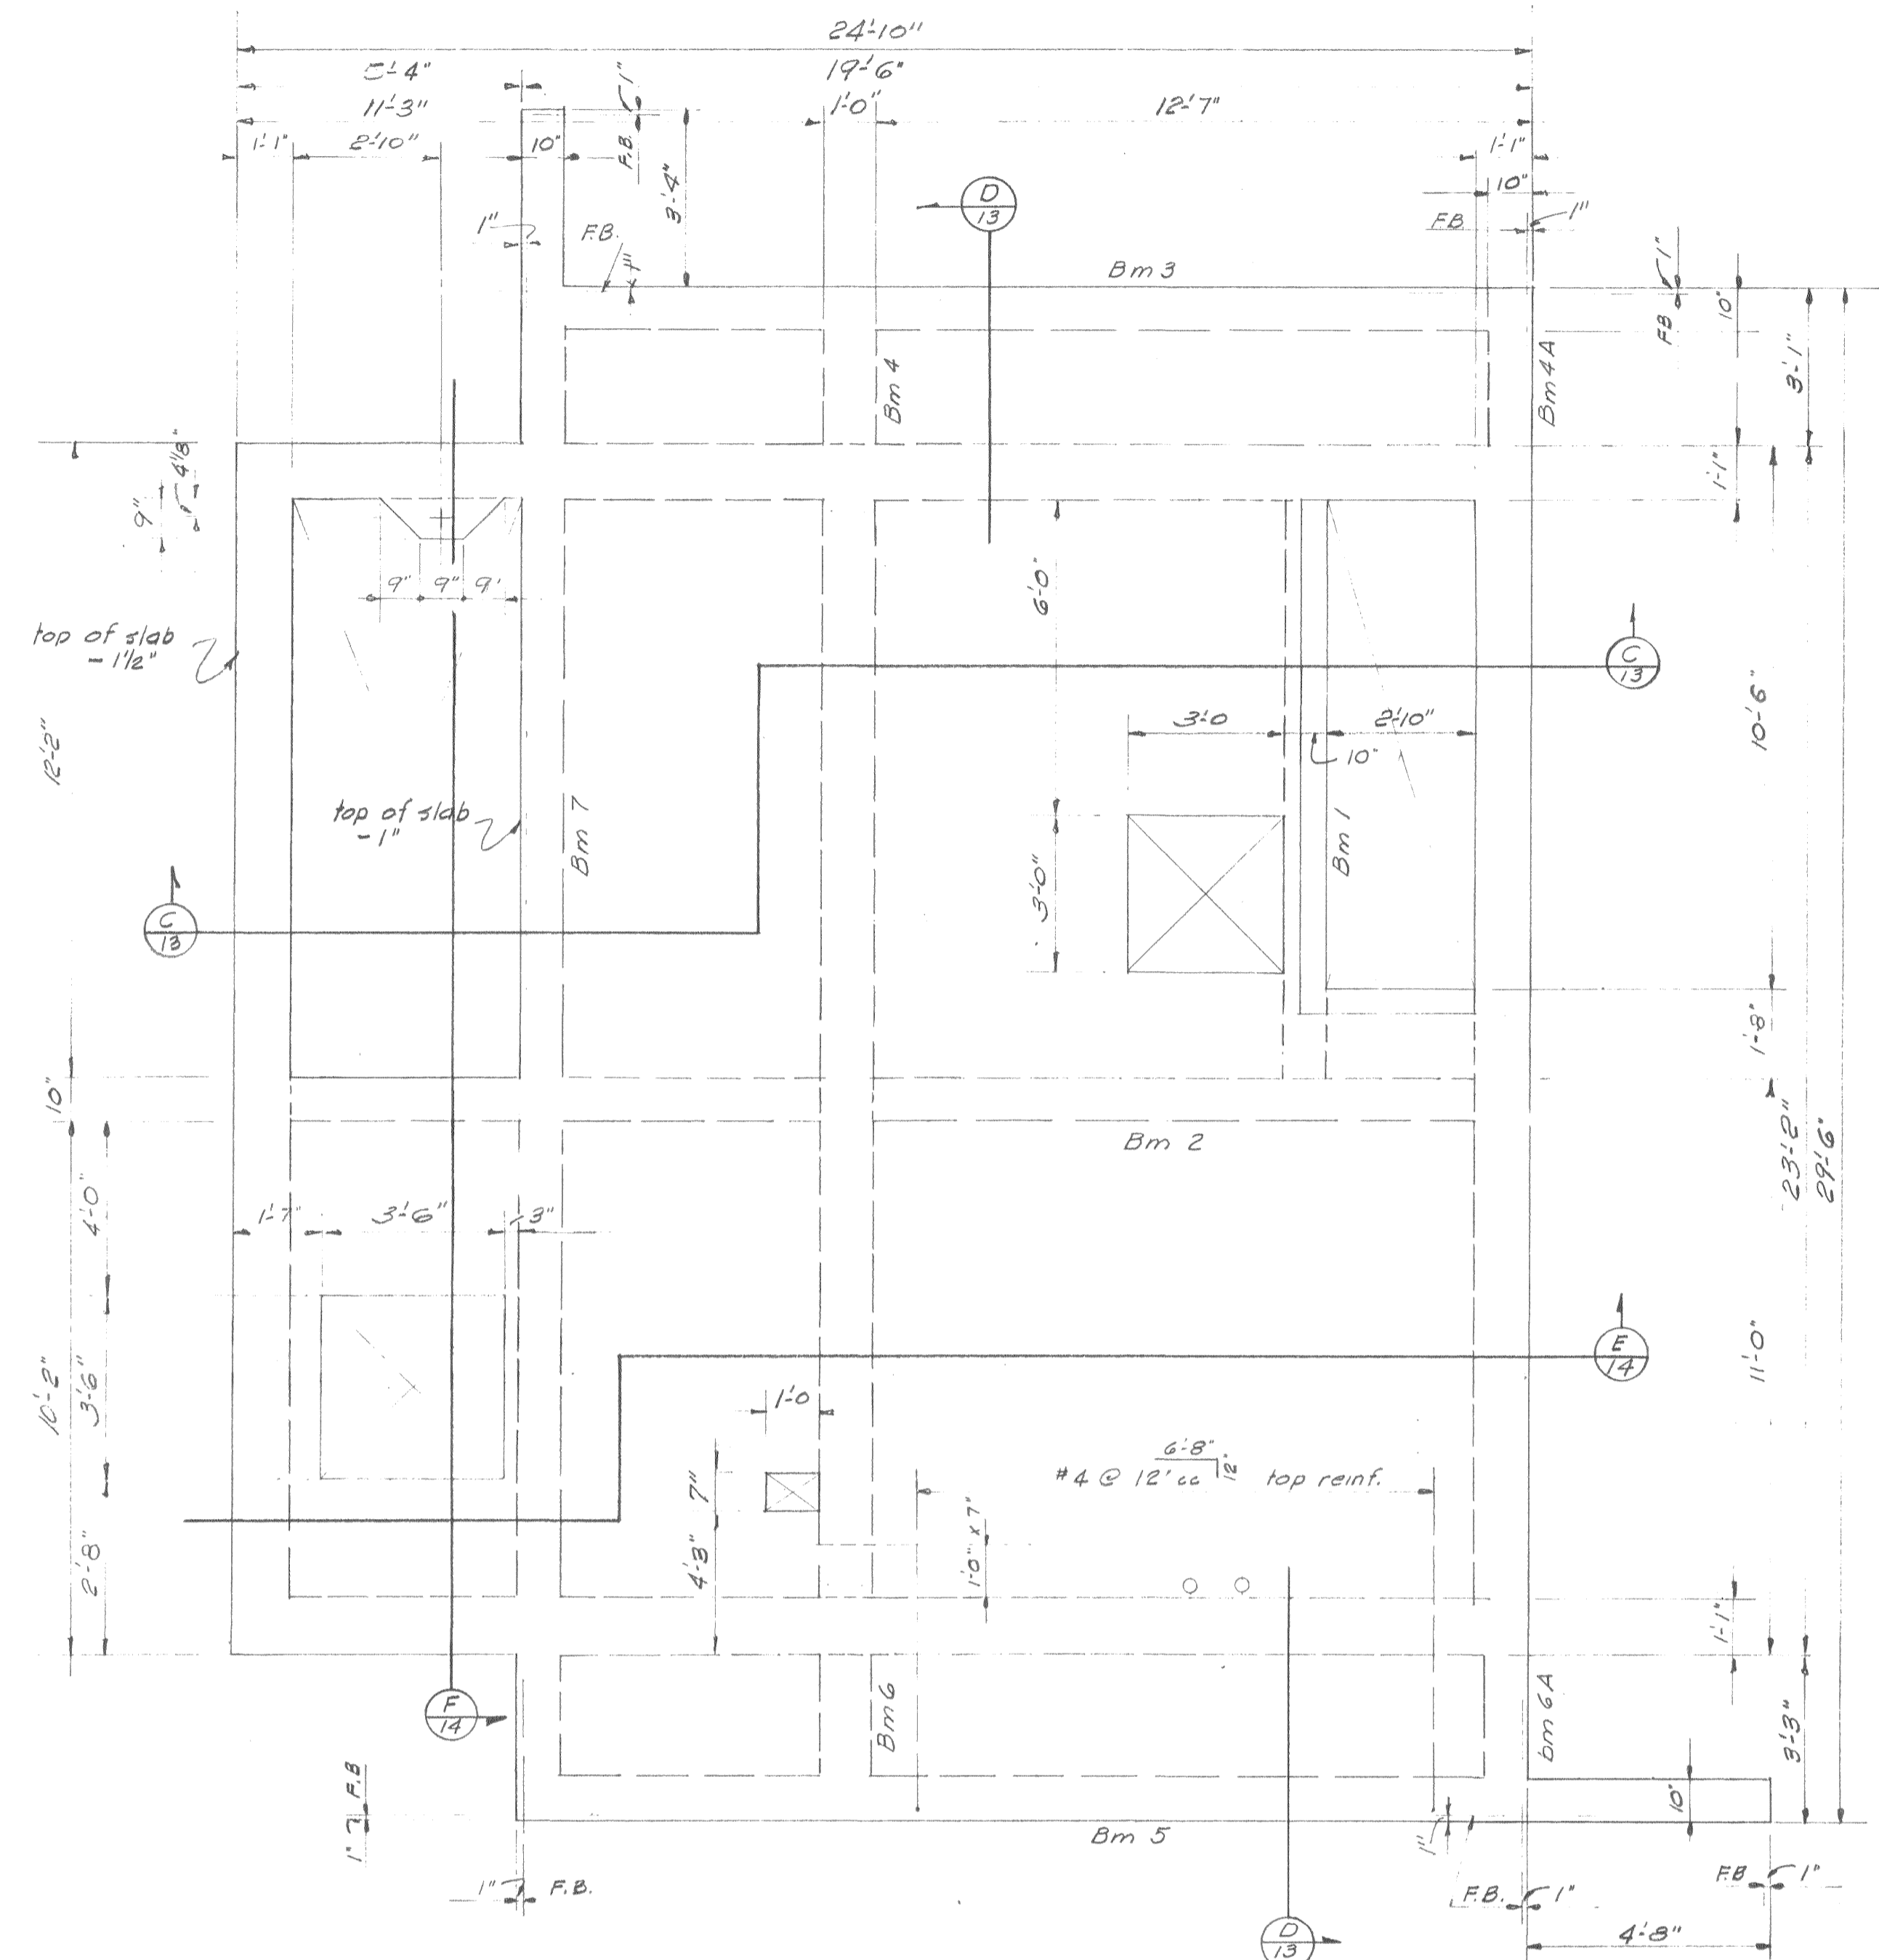 24'-10"
5'-4"
19'-6"
11'-3"
1'-0"
12'-7"
1'-1"
2'-10"
10"
F.B.
1"
3'-4"
1'-1"
10"
D
13
1"
F.B.
1"
F.B.
1"
Bm 3
F.B.
1"
10"
3'-1"
Bm 4
Bm 4A
9"
4 1/8"
1'-1"
9"
9"
9'
6'-0"
top of slab
- 1 1/2"
C
13
12'-2"
3'-0
2'-10"
10"
10'-6"
top of slab
- 1"
Bm 7
Bm 1
3'-0"
C
13
1'-8"
10"
Bm 2
23'-2"
29'-6"
4'-0"
1'-7"
3'-6"
3"
E
14
11'-0"
10'-2"
3'-6"
1'-0
6'-8"
#4 @ 12' cc
12"
top reinf.
7"
4'-3"
1'-0" x 7"
2'-8"
1'-1"
F
14
Bm 6
bm 6A
3'-3"
1"
F.B
10"
Bm 5
1"
1"
F.B.
F.B.
1"
F.B
1"
D
13
4'-8"